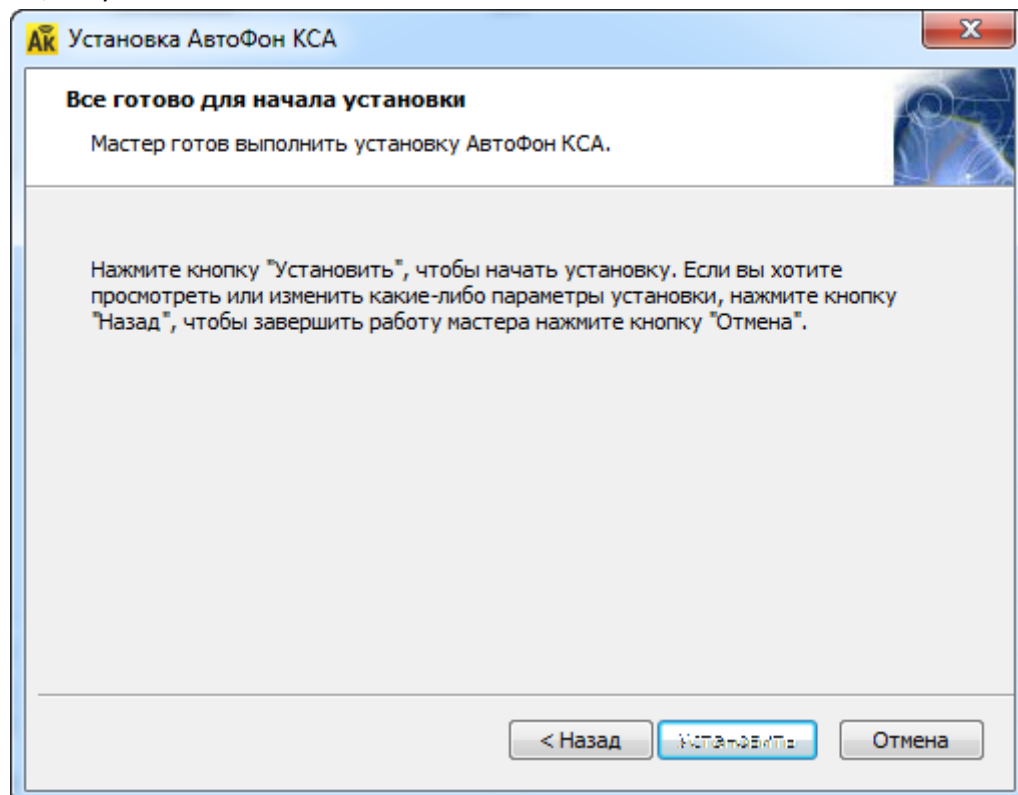 АК Установка АвтоФон КСА
Все готово для начала установки
Мастер готов выполнить установку АвтоФон КСА.
Нажмите кнопку "Установить", чтобы начать установку. Если вы хотите
просмотреть или изменить какие-либо параметры установки, нажмите кнопку
"Назад", чтобы завершить работу мастера нажмите кнопку "Отмена".
< Назад Установить Отмена